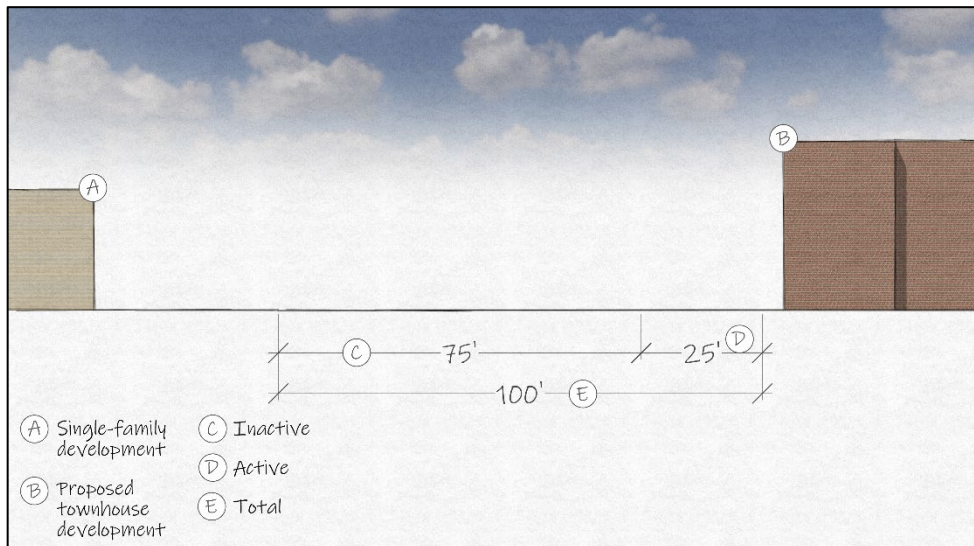 B
A
C 75' 25' D
100' E
A Single-family
development
B Proposed
townhouse
development
C Inactive
D Active
E Total